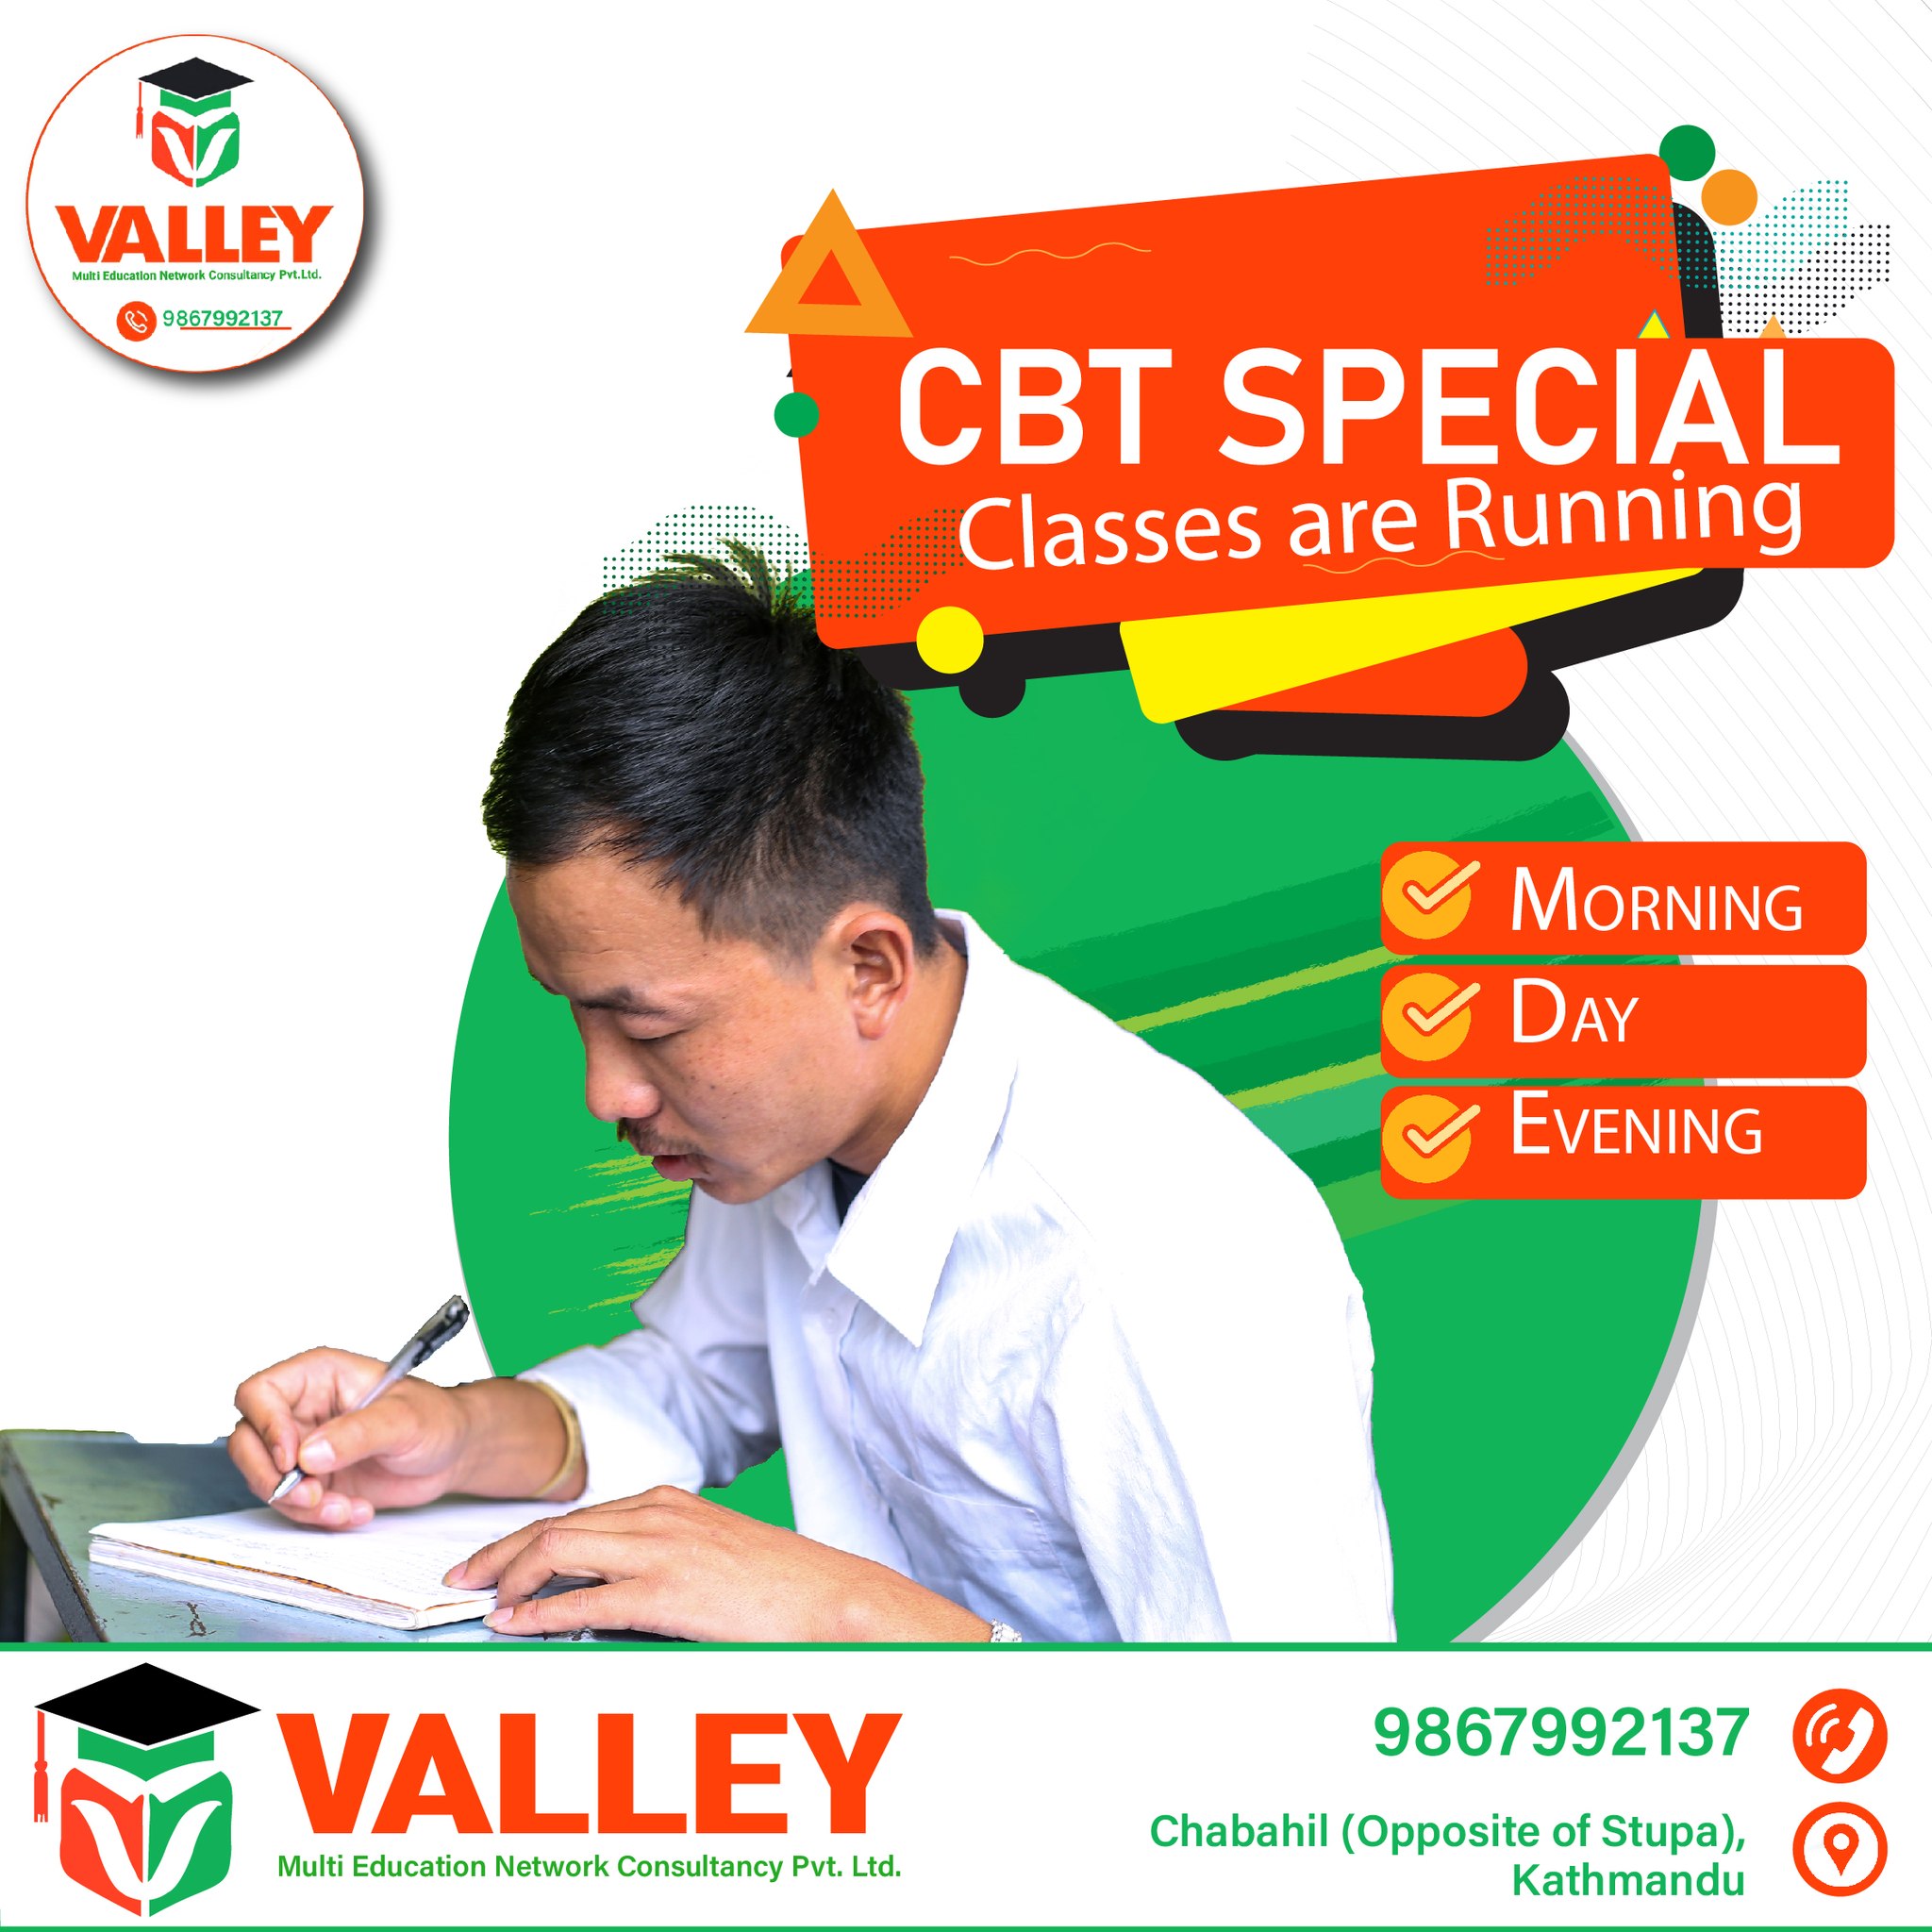 VALLEY
Multi Education Network Consultancy Pvt.Ltd.
9867992137
CBT SPECIAL
Classes are Running
MORNING
DAY
EVENING
VALLEY
Multi Education Network Consultancy Pvt. Ltd.
9867992137
Chabahil (Opposite of Stupa),
Kathmandu